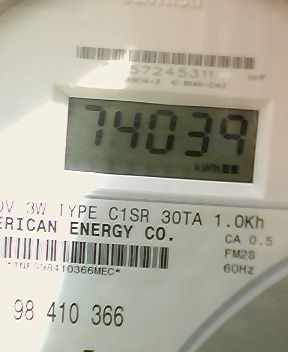 57245311
74039
kWh
V 3W TYPE C1SR 30TA 1.0Kh
ERICAN ENERGY CO.
CA 0.5
FM2S
60Hz
98 410 366